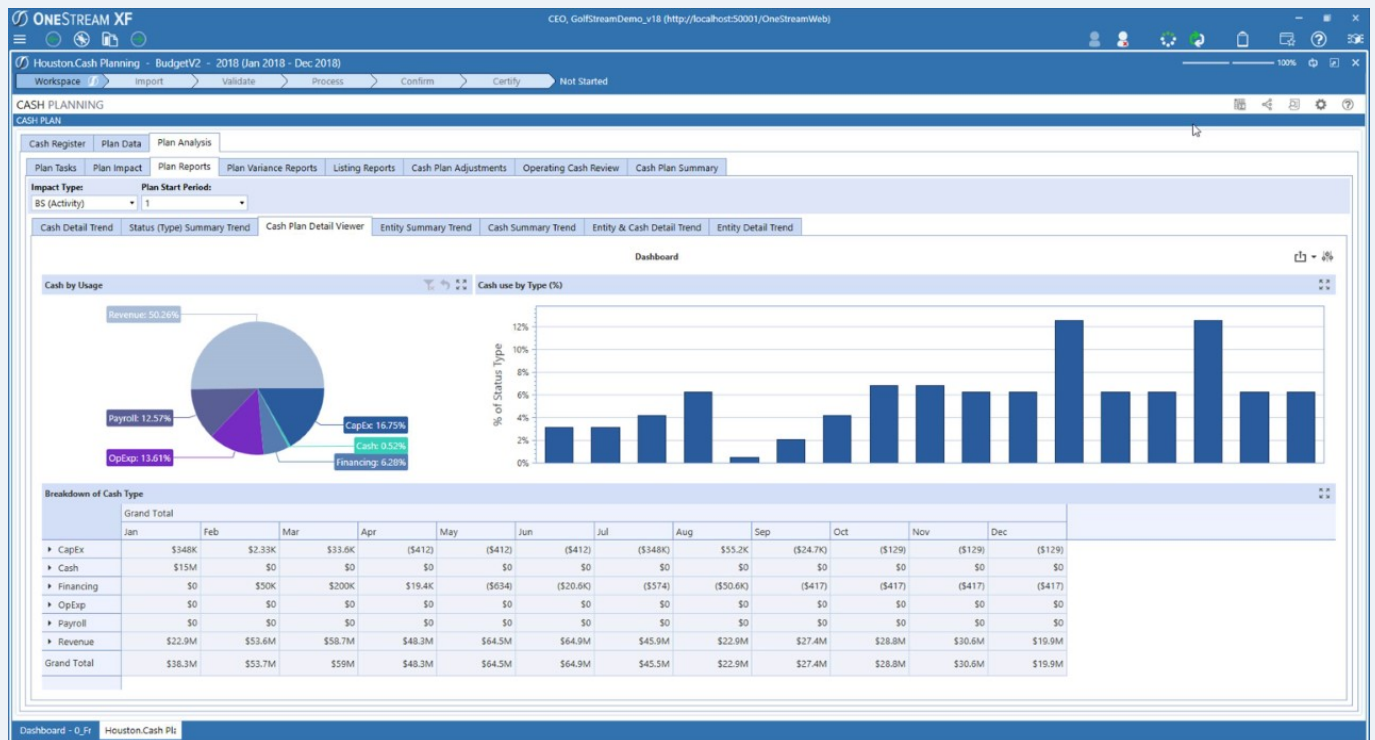 ONESTREAM XF
CEO, GolfStreamDemo_v18 (http://localhost:50001/OneStreamWeb)
Houston.Cash Planning - BudgetV2 - 2018 (Jan 2018 - Dec 2018)
100%
Workspace Import Validate Process Confirm Certify Not Started
CASH PLANNING
CASH PLAN
Cash Register Plan Data Plan Analysis
Plan Tasks Plan Impact Plan Reports Plan Variance Reports Listing Reports Cash Plan Adjustments Operating Cash Review Cash Plan Summary
Impact Type: Plan Start Period:
BS (Activity) 1
Cash Detail Trend Status (Type) Summary Trend Cash Plan Detail Viewer Entity Summary Trend Cash Summary Trend Entity & Cash Detail Trend Entity Detail Trend
Dashboard
Cash by Usage
Revenue: 50.26%
Payroll: 12.57%
OpExp: 13.61%
CapEx: 16.75%
Cash: 0.52%
Financing: 6.28%
Cash use by Type (%)
% of Status Type
12%
10%
8%
6%
4%
2%
0%
Breakdown of Cash Type
Grand Total
Jan Feb Mar Apr May Jun Jul Aug Sep Oct Nov Dec
CapEx $348K $2.33K $33.6K ($412) ($412) ($412) ($348K) $55.2K ($24.7K) ($129) ($129) ($129)
Cash $15M $0 $0 $0 $0 $0 $0 $0 $0 $0 $0 $0
Financing $0 $50K $200K $19.4K ($634) ($20.6K) ($574) ($50.6K) ($417) ($417) ($417) ($417)
OpExp $0 $0 $0 $0 $0 $0 $0 $0 $0 $0 $0 $0
Payroll $0 $0 $0 $0 $0 $0 $0 $0 $0 $0 $0 $0
Revenue $22.9M $53.6M $58.7M $48.3M $64.5M $64.9M $45.9M $22.9M $27.4M $28.8M $30.6M $19.9M
Grand Total $38.3M $53.7M $59M $48.3M $64.5M $64.9M $45.5M $22.9M $27.4M $28.8M $30.6M $19.9M
Dashboard - 0_Fr Houston.Cash Pla